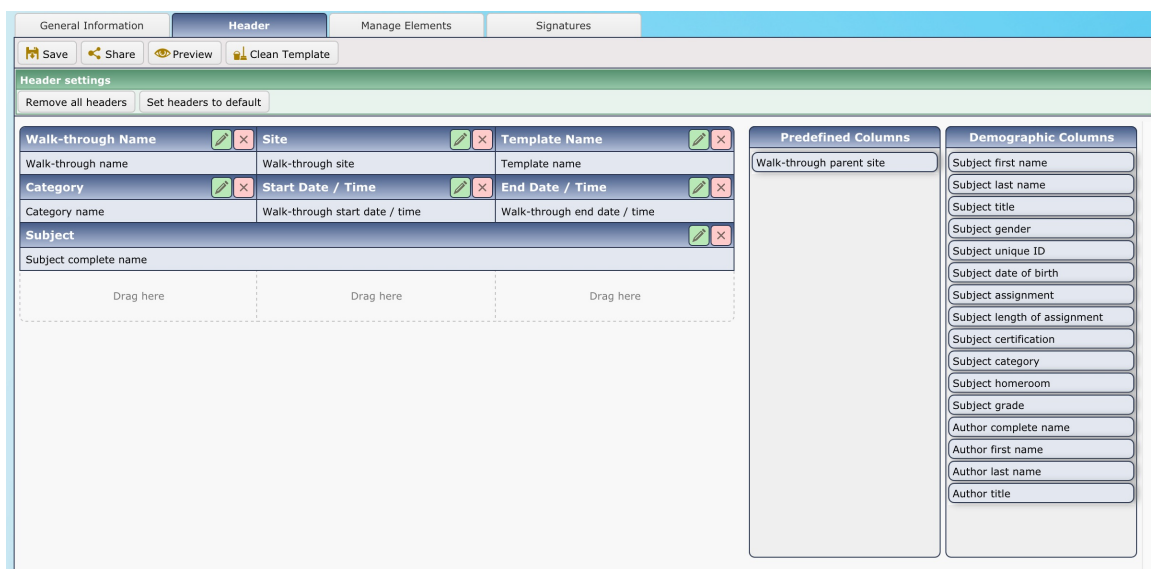 General Information Header Manage Elements Signatures
Save Share Preview Clean Template
Header settings
Remove all headers Set headers to default
Walk-through Name Site Template Name
Walk-through name Walk-through site Template name
Category Start Date / Time End Date / Time
Category name Walk-through start date / time Walk-through end date / time
Subject
Subject complete name
Drag here Drag here Drag here
Predefined Columns
Walk-through parent site
Demographic Columns
Subject first name
Subject last name
Subject title
Subject gender
Subject unique ID
Subject date of birth
Subject assignment
Subject length of assignment
Subject certification
Subject category
Subject homeroom
Subject grade
Author complete name
Author first name
Author last name
Author title